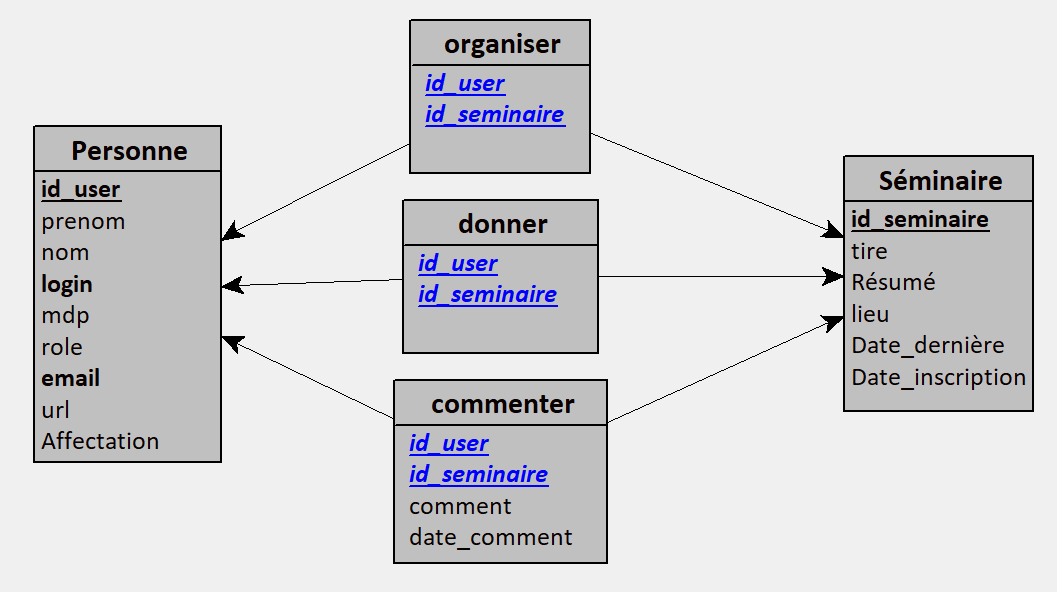 organiser
id_user
id_seminaire
Personne
id_user
prenom
nom
login
mdp
role
email
url
Affectation
donner
id_user
id_seminaire
commenter
id_user
id_seminaire
comment
date_comment
Séminaire
id_seminaire
tire
Résumé
lieu
Date_dernière
Date_inscription